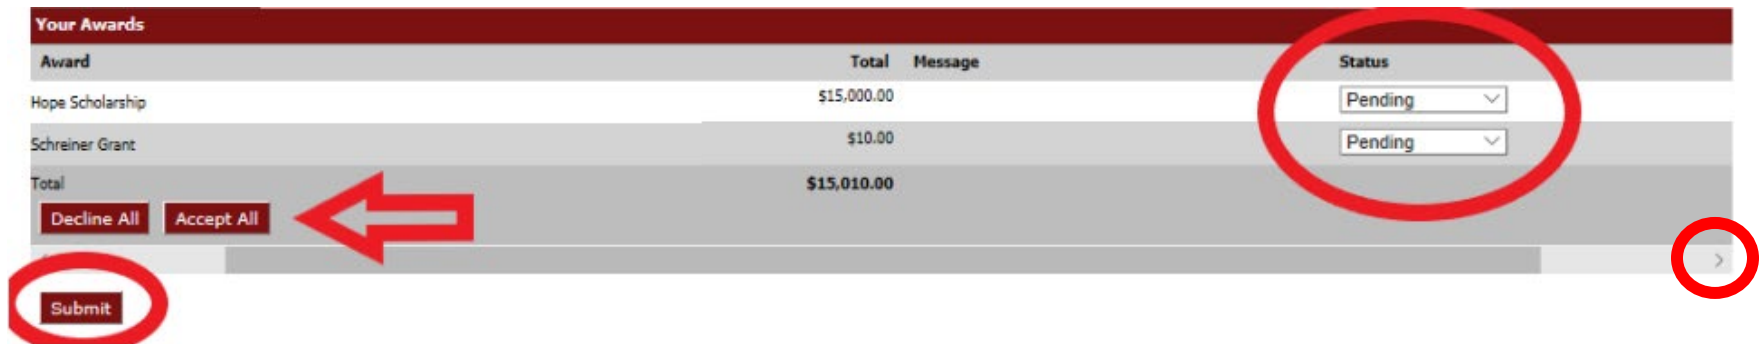 Your Awards
Award Total Message Status
Hope Scholarship $15,000.00 Pending
Schreiner Grant $10.00 Pending
Total $15,010.00
Decline All Accept All
Submit